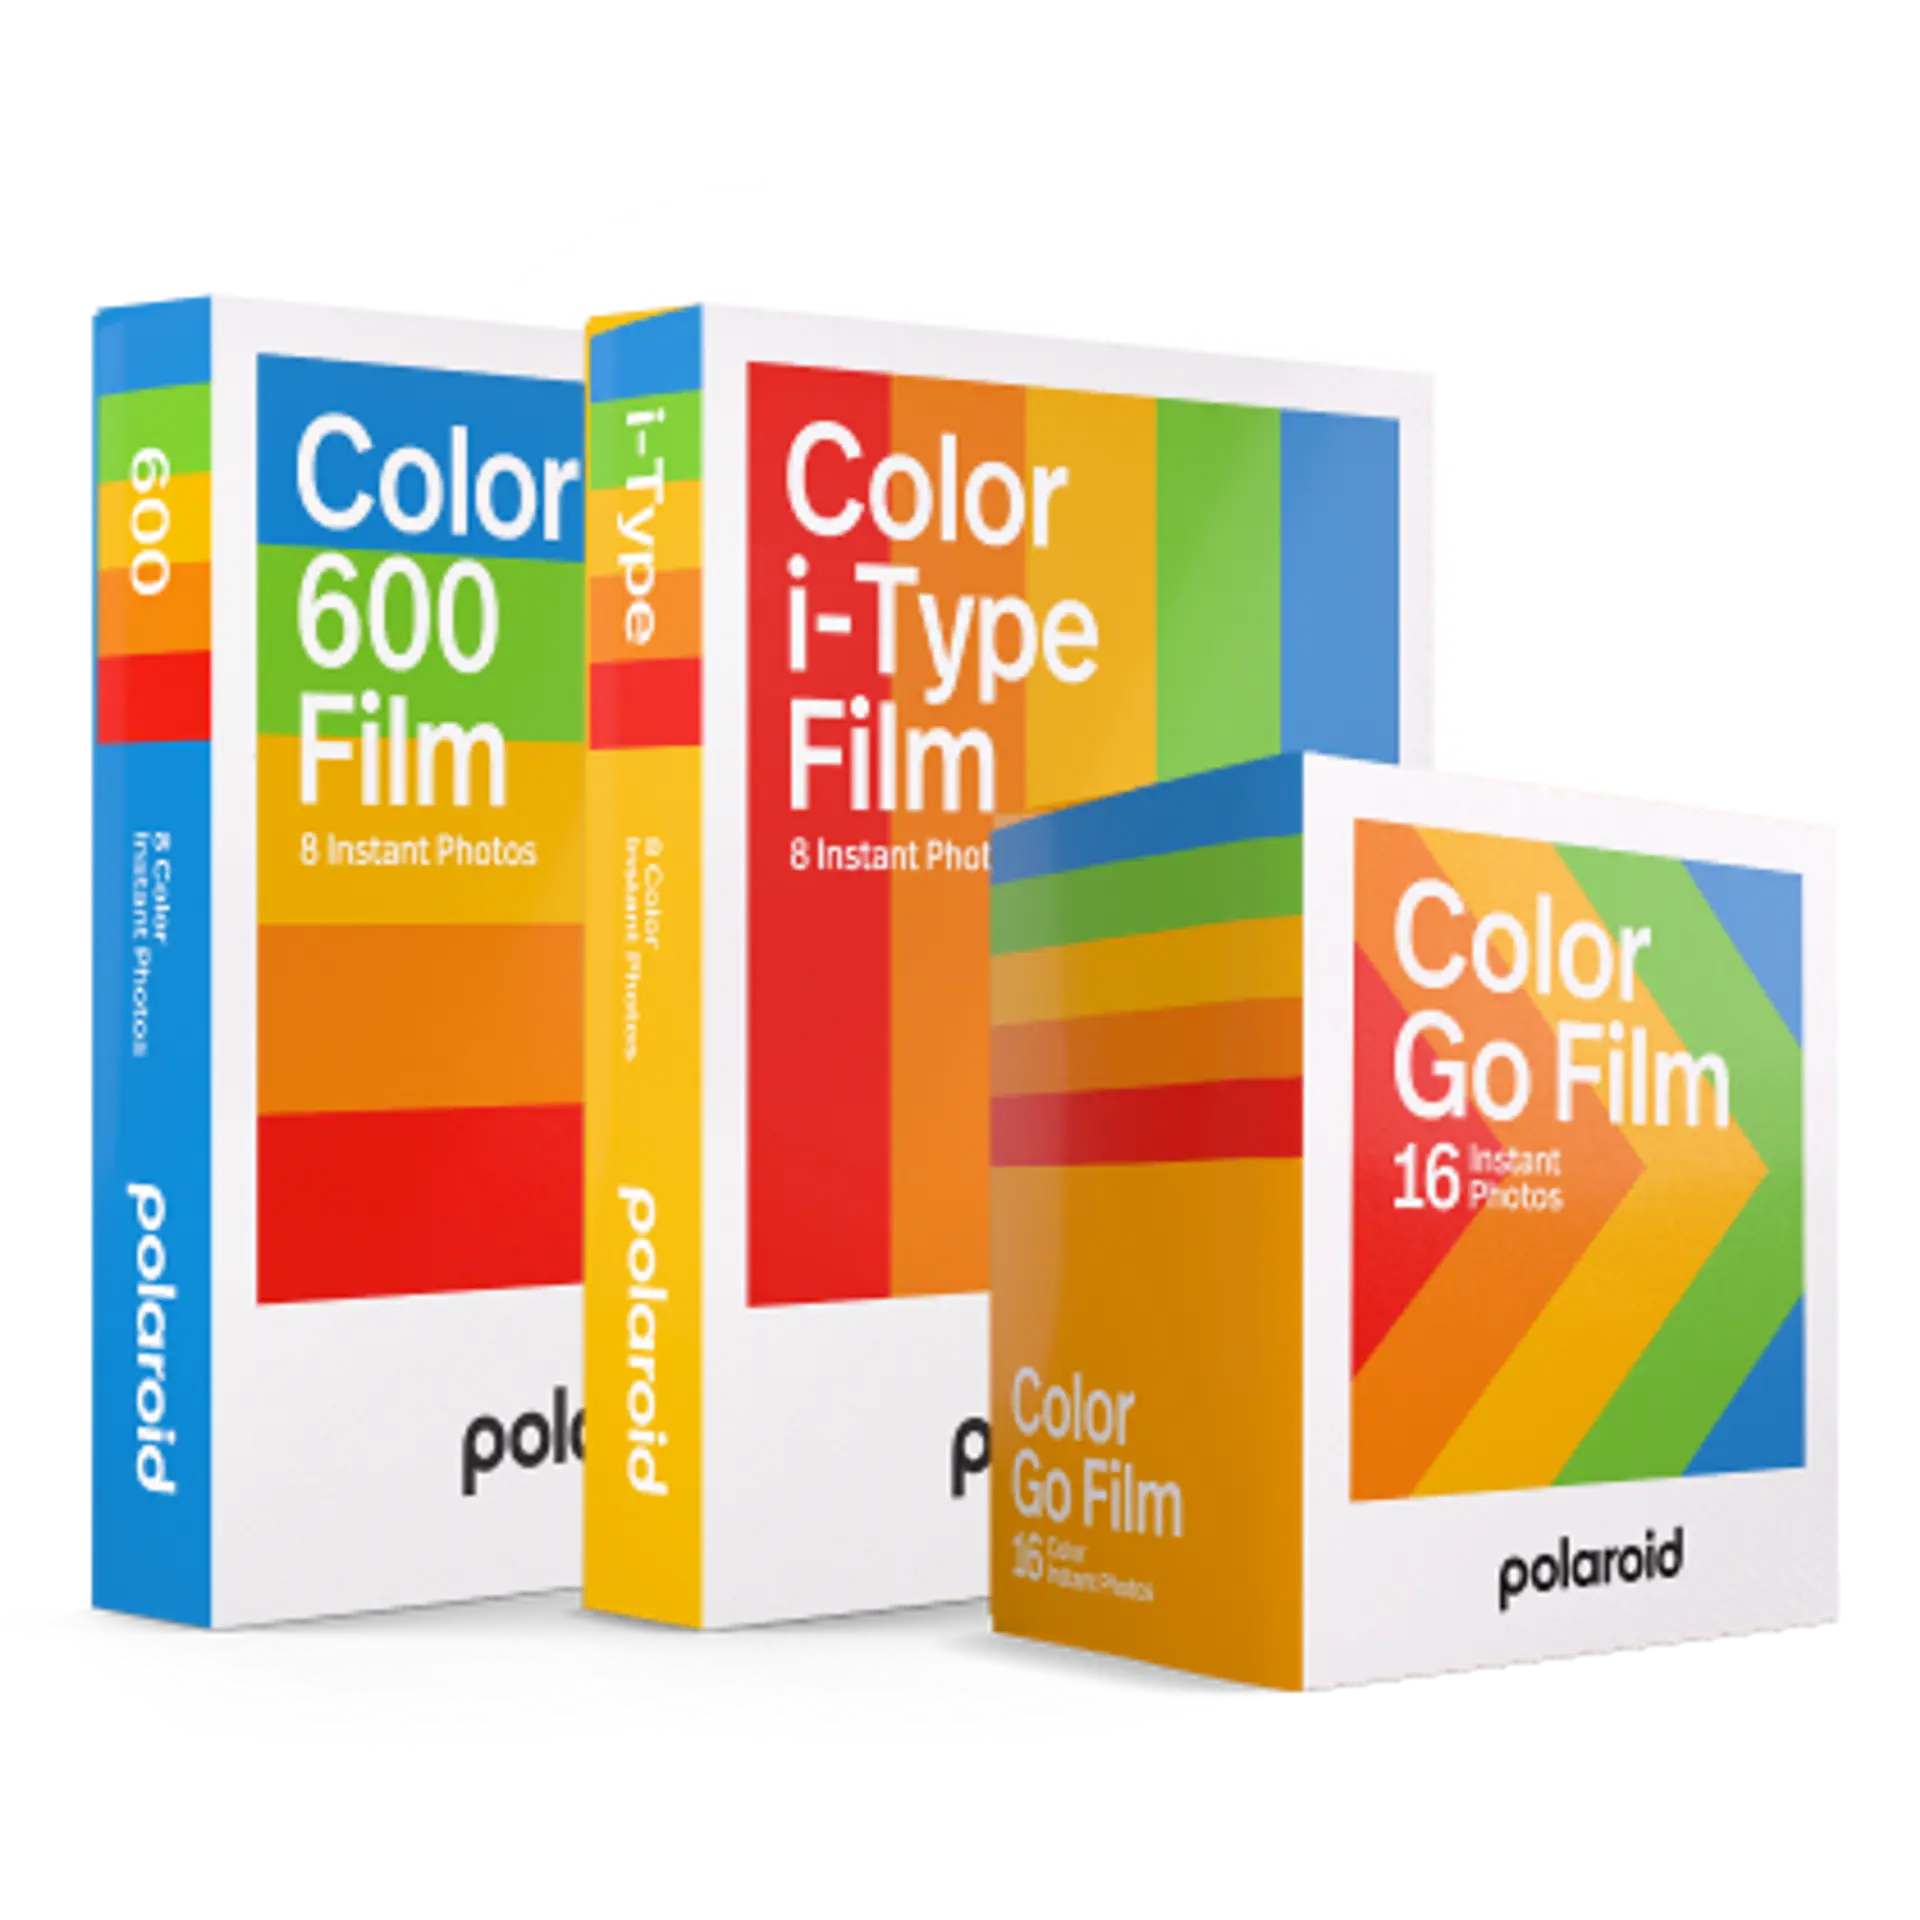 600
8 Color
Instant Photos
polaroid
Color
600
Film
8 Instant Photos
pola
i-Type
8 Color
Instant Photos
polaroid
Color
i-Type
Film
8 Instant Phot
p
Color
Go Film
16 Color
Instant Photos
Color
Go Film
16 Instant
Photos
polaroid